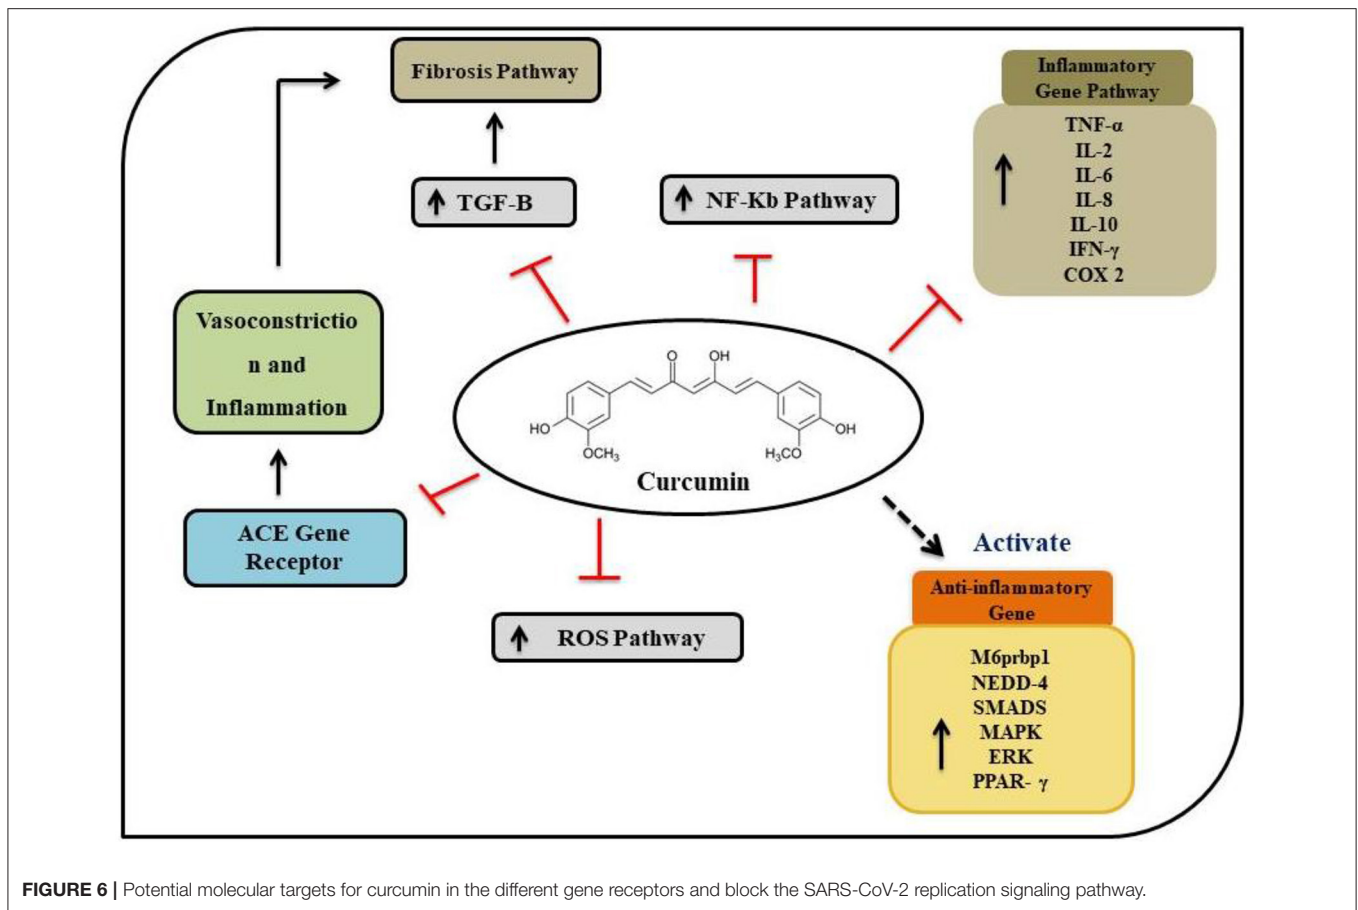 Fibrosis Pathway
Inflammatory
Gene Pathway
TNF-α
IL-2
IL-6
IL-8
IL-10
IFN-γ
COX 2
TGF-B
NF-Kb Pathway
Vasoconstrictio
n and
Inflammation
O
OH
HO
OCH3
H3CO
OH
Curcumin
ACE Gene
Receptor
Activate
Anti-inflammatory
Gene
M6prbp1
NEDD-4
SMADS
MAPK
ERK
PPAR- γ
ROS Pathway
FIGURE 6 | Potential molecular targets for curcumin in the different gene receptors and block the SARS-CoV-2 replication signaling pathway.